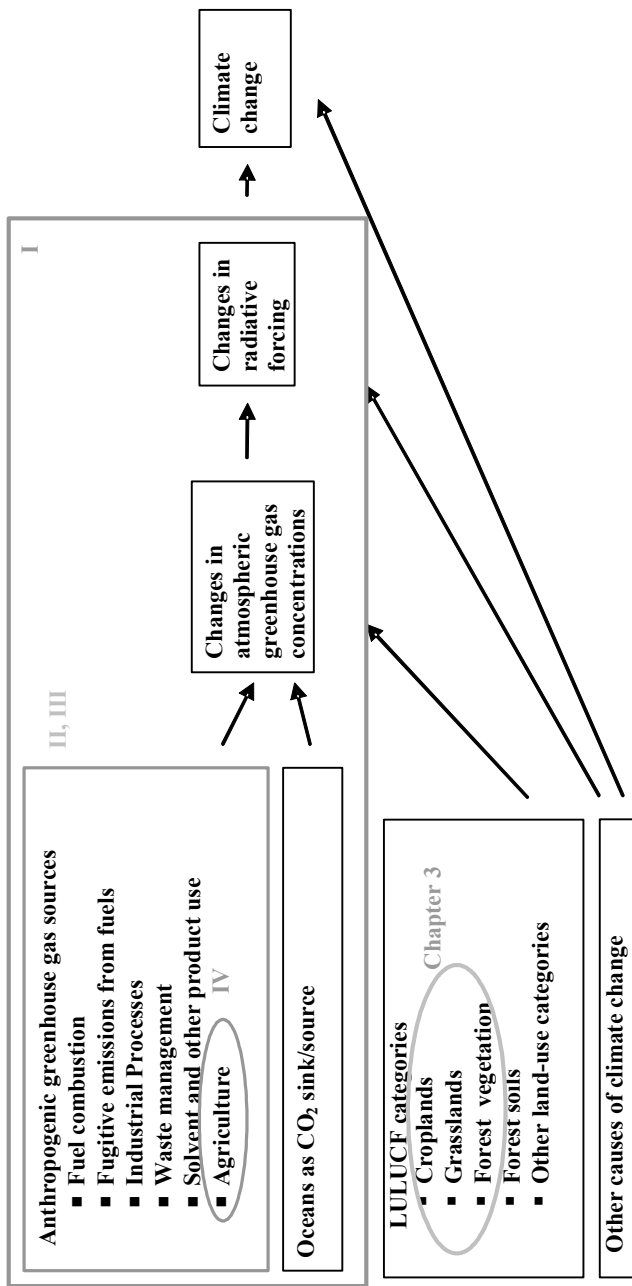 I
II, III
Anthropogenic greenhouse gas sources
▪ Fuel combustion
▪ Fugitive emissions from fuels
▪ Industrial Processes
▪ Waste management
▪ Solvent and other product use
▪ Agriculture
IV
Oceans as CO₂ sink/source
Changes in
atmospheric
greenhouse gas
concentrations
Changes in
radiative
forcing
Climate
change
LULUCF categories
▪ Croplands
▪ Grasslands
▪ Forest vegetation
▪ Forest soils
▪ Other land-use categories
Chapter 3
Other causes of climate change